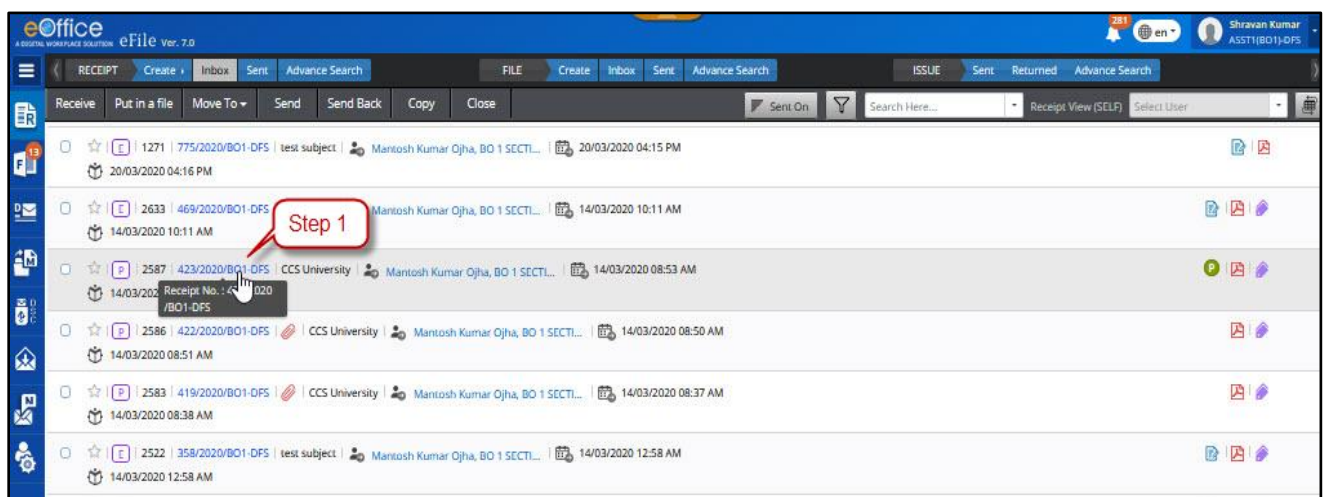 eOffice
A DIGITAL WORKPLACE SOLUTION eFile Ver. 7.0
281
en
Shravan Kumar
ASST1(BO1)-DFS
RECEIPT Create Inbox Sent Advance Search FILE Create Inbox Sent Advance Search ISSUE Sent Returned Advance Search
Receive Put in a file Move To Send Send Back Copy Close Sent On Search Here... Receipt View (SELF) Select User
E 1271 775/2020/BO1-DFS test subject Mantosh Kumar Ojha, BO 1 SECTI... 20/03/2020 04:15 PM
20/03/2020 04:16 PM
E 2633 469/2020/BO1-DFS Mantosh Kumar Ojha, BO 1 SECTI... 14/03/2020 10:11 AM
14/03/2020 10:11 AM
Step 1
P 2587 423/2020/BO1-DFS CCS University Mantosh Kumar Ojha, BO 1 SECTI... 14/03/2020 08:53 AM P
14/03/202
Receipt No. : 4 020
/BO1-DFS
P 2586 422/2020/BO1-DFS CCS University Mantosh Kumar Ojha, BO 1 SECTI... 14/03/2020 08:50 AM
14/03/2020 08:51 AM
P 2583 419/2020/BO1-DFS CCS University Mantosh Kumar Ojha, BO 1 SECTI... 14/03/2020 08:37 AM
14/03/2020 08:38 AM
E 2522 358/2020/BO1-DFS test subject Mantosh Kumar Ojha, BO 1 SECTI... 14/03/2020 12:58 AM
14/03/2020 12:58 AM
R
F 13
D
M
DSC
N